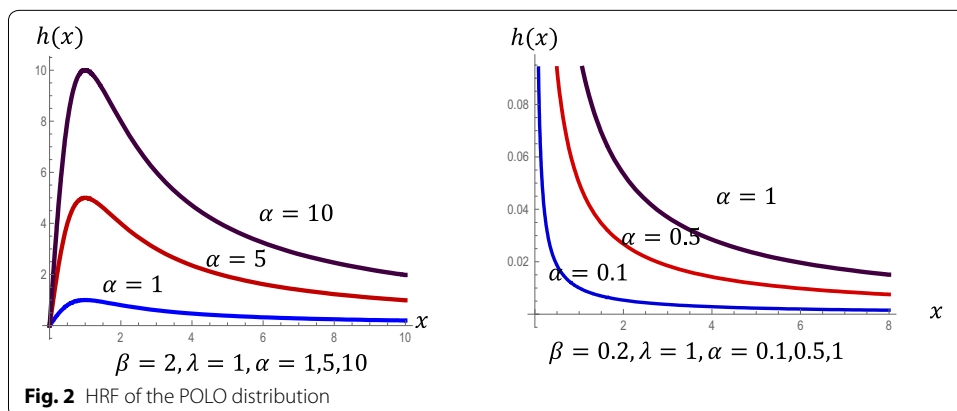 h(x)
10
8
6
4
2
α = 10
α = 5
α = 1
x
2 4 6 8 10
β = 2, λ = 1, α = 1,5,10
h(x)
0.08
0.06
0.04
0.02
α = 1
α = 0.5
α = 0.1
x
2 4 6 8
β = 0.2, λ = 1, α = 0.1,0.5,1
Fig. 2 HRF of the POLO distribution